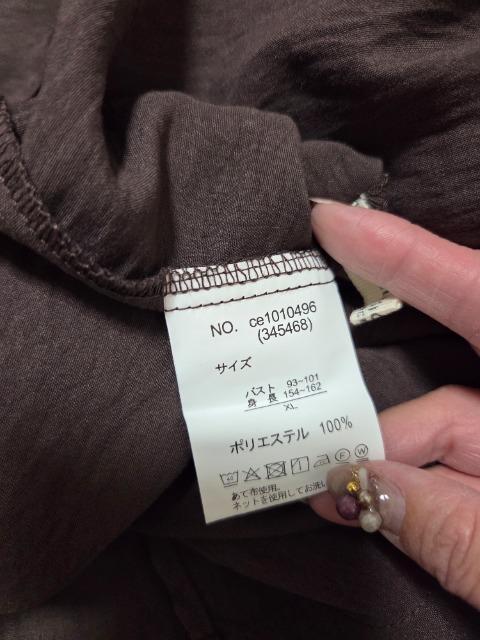 NO. ce1010496
(345468)
サイズ
バスト 93~101
身長 154~162
XL
ポリエステル 100%
あて布使用。
ネットを使用してお洗い